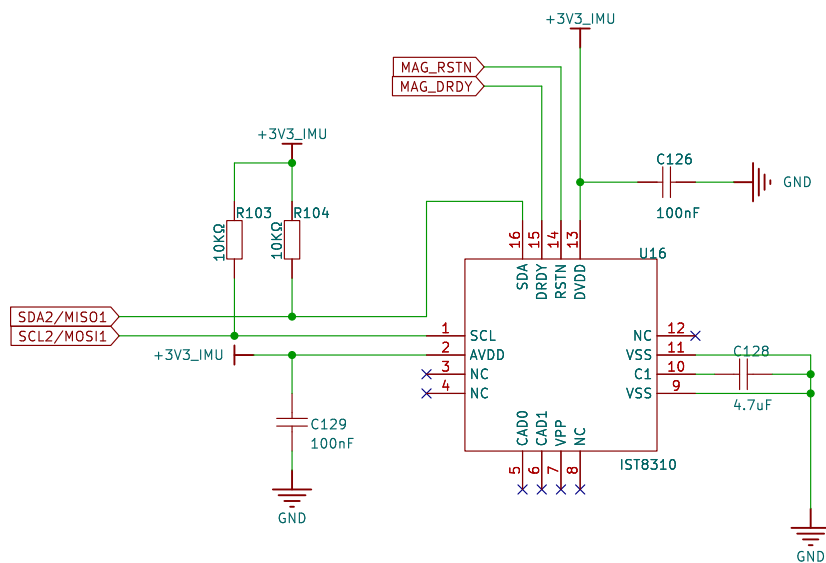 +3V3_IMU
MAG_RSTN
MAG_DRDY
+3V3_IMU
C126
GND
100nF
R103
R104
10KΩ
10KΩ
16
15
14
13
U16
SDA
DRDY
RSTN
DVDD
SDA2/MISO1
SCL2/MOSI1
1
SCL
NC
12
+3V3_IMU
2
AVDD
VSS
11
C128
3
NC
C1
10
4
NC
VSS
9
4.7uF
C129
100nF
CAD0
CAD1
VPP
NC
5
6
7
8
IST8310
GND
GND